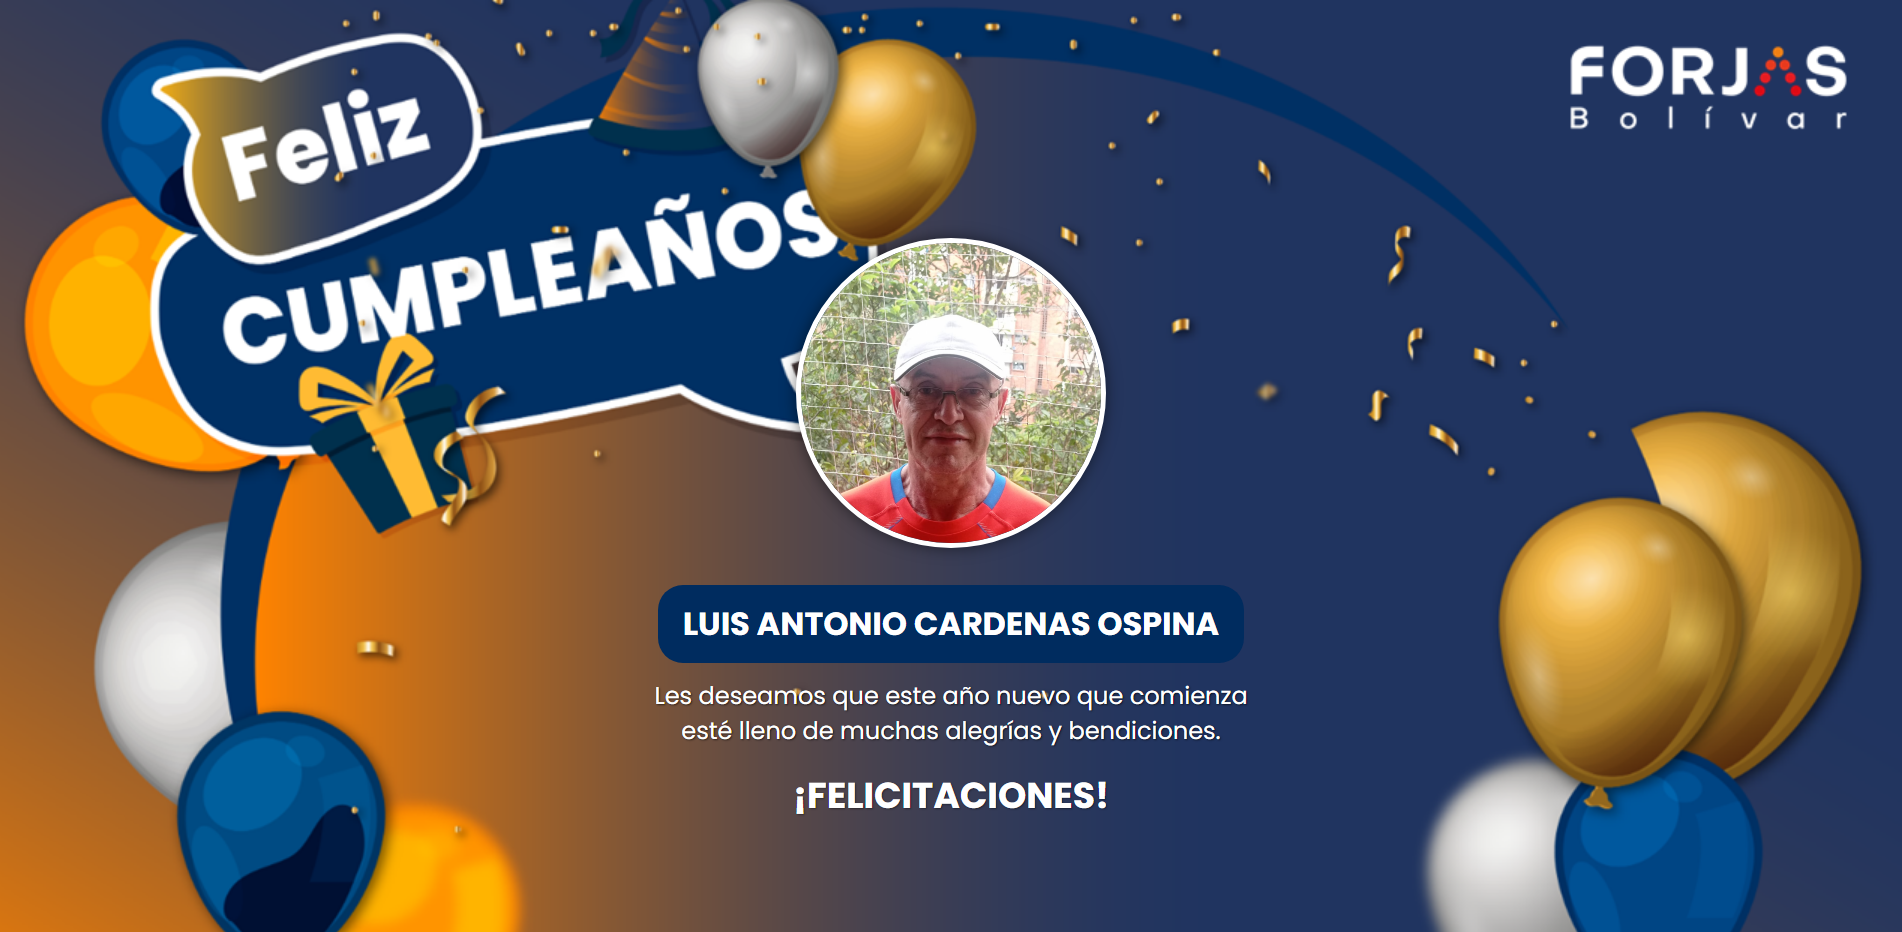 FORJAS
Bolívar
Feliz
CUMPLEAÑOS
LUIS ANTONIO CARDENAS OSPINA
Les deseamos que este año nuevo que comienza
esté lleno de muchas alegrías y bendiciones.
¡FELICITACIONES!